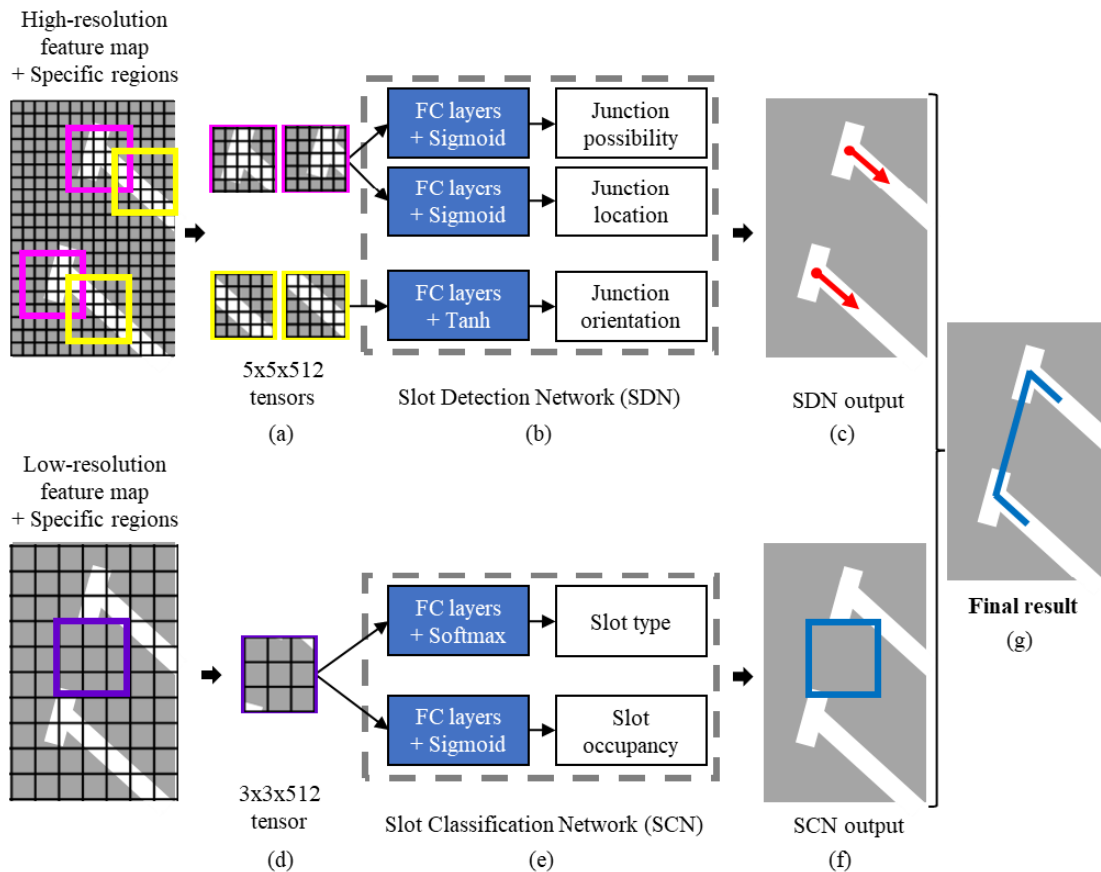 High-resolution
feature map
+ Specific regions
FC layers
+ Sigmoid
Junction
possibility
FC layers
+ Sigmoid
Junction
location
FC layers
+ Tanh
Junction
orientation
5x5x512
tensors
Slot Detection Network (SDN)
SDN output
(a)
(b)
(c)
Low-resolution
feature map
+ Specific regions
FC layers
+ Softmax
Slot type
FC layers
+ Sigmoid
Slot
occupancy
3x3x512
tensor
Slot Classification Network (SCN)
SCN output
(d)
(e)
(f)
Final result
(g)